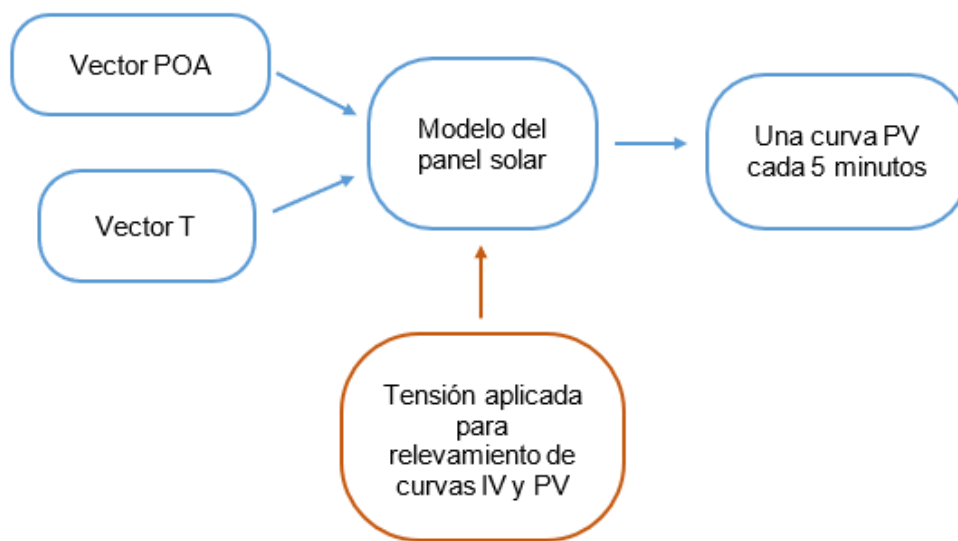 Vector POA
Vector T
Modelo del
panel solar
Una curva PV
cada 5 minutos
Tensión aplicada
para
relevamiento de
curvas IV y PV